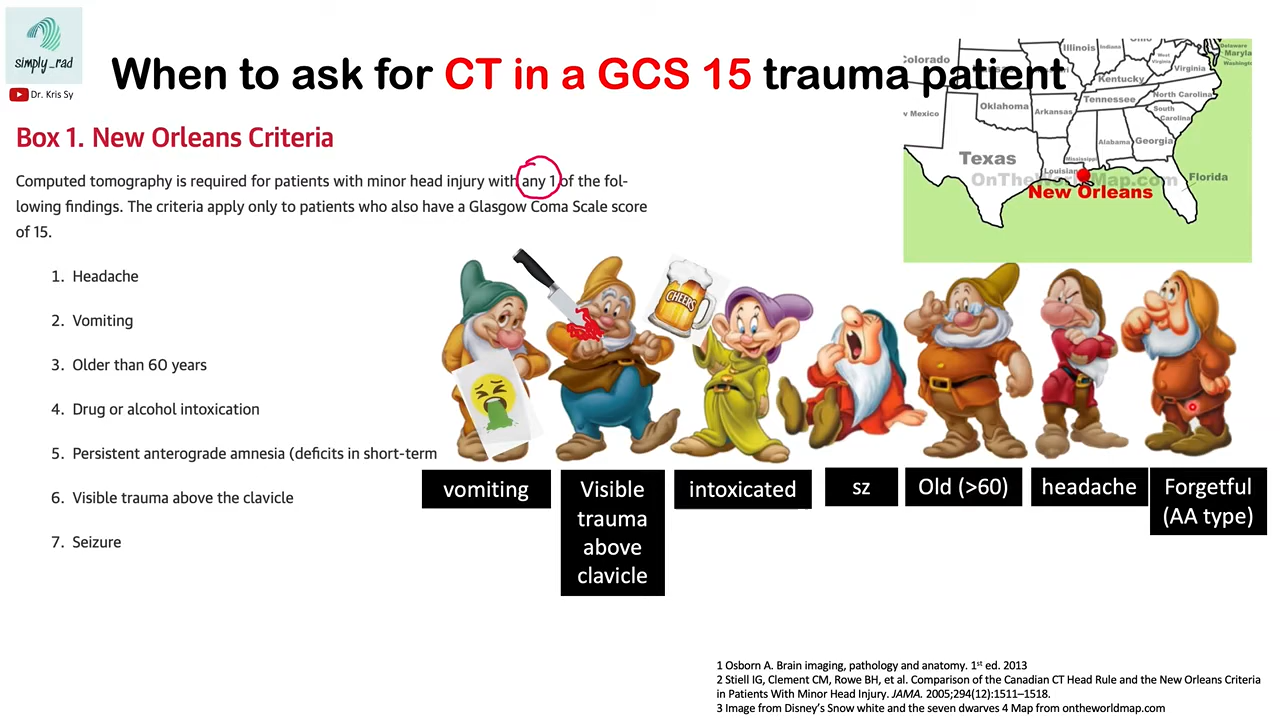 simply_rad
Dr. Kris Sy
When to ask for CT in a GCS 15 trauma patient
Box 1. New Orleans Criteria
Computed tomography is required for patients with minor head injury with any 1 of the fol-
lowing findings. The criteria apply only to patients who also have a Glasgow Coma Scale score
of 15.
1. Headache
2. Vomiting
3. Older than 60 years
4. Drug or alcohol intoxication
5. Persistent anterograde amnesia (deficits in short-term
6. Visible trauma above the clavicle
7. Seizure
Illinois
Indiana
Colorado
West
Virginia
Virginia
Delaware
Maryla
Washingt
Kentucky
Tennessee
North Carolina
South
Carolina
Oklahoma
Arkansas
w Mexico
Mississippi
Alabama
Georgia
Texas
Louisian
OnTheWorldMap.com
New Orleans
Florida
CHEERS
vomiting
Visible
trauma
above
clavicle
intoxicated
sz
Old (>60)
headache
Forgetful
(AA type)
1 Osborn A. Brain imaging, pathology and anatomy. 1st ed. 2013
2 Stiell IG, Clement CM, Rowe BH, et al. Comparison of the Canadian CT Head Rule and the New Orleans Criteria
in Patients With Minor Head Injury. JAMA. 2005;294(12):1511–1518.
3 Image from Disney's Snow white and the seven dwarves 4 Map from ontheworldmap.com